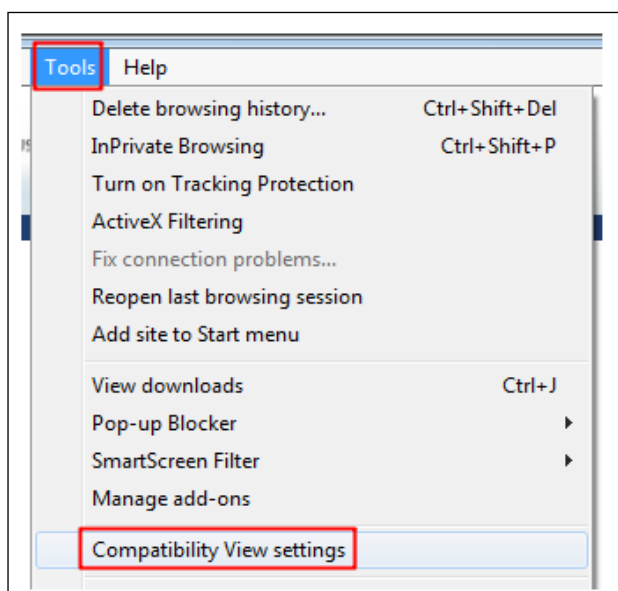 Tools Help
Delete browsing history... Ctrl+Shift+Del
InPrivate Browsing Ctrl+Shift+P
Turn on Tracking Protection
ActiveX Filtering
Fix connection problems...
Reopen last browsing session
Add site to Start menu
View downloads Ctrl+J
Pop-up Blocker
SmartScreen Filter
Manage add-ons
Compatibility View settings